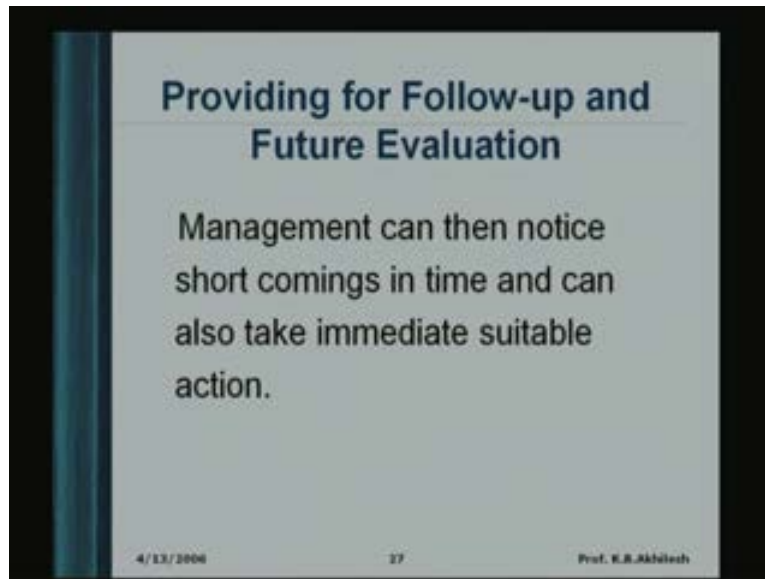 Providing for Follow-up and
Future Evaluation
Management can then notice
short comings in time and can
also take immediate suitable
action.
4/13/2006
27
Prof. K.B.Akhilesh